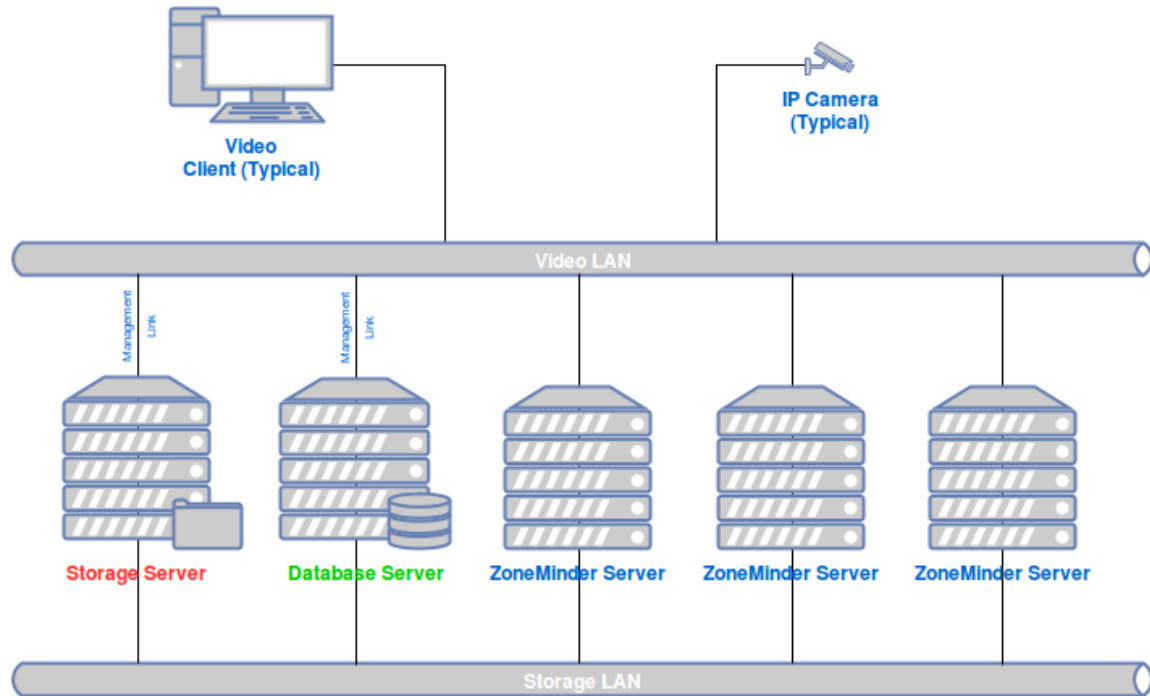 Video
Client (Typical)
IP Camera
(Typical)
Video LAN
Management
Link
Management
Link
Storage Server
Database Server
ZoneMinder Server
ZoneMinder Server
ZoneMinder Server
Storage LAN